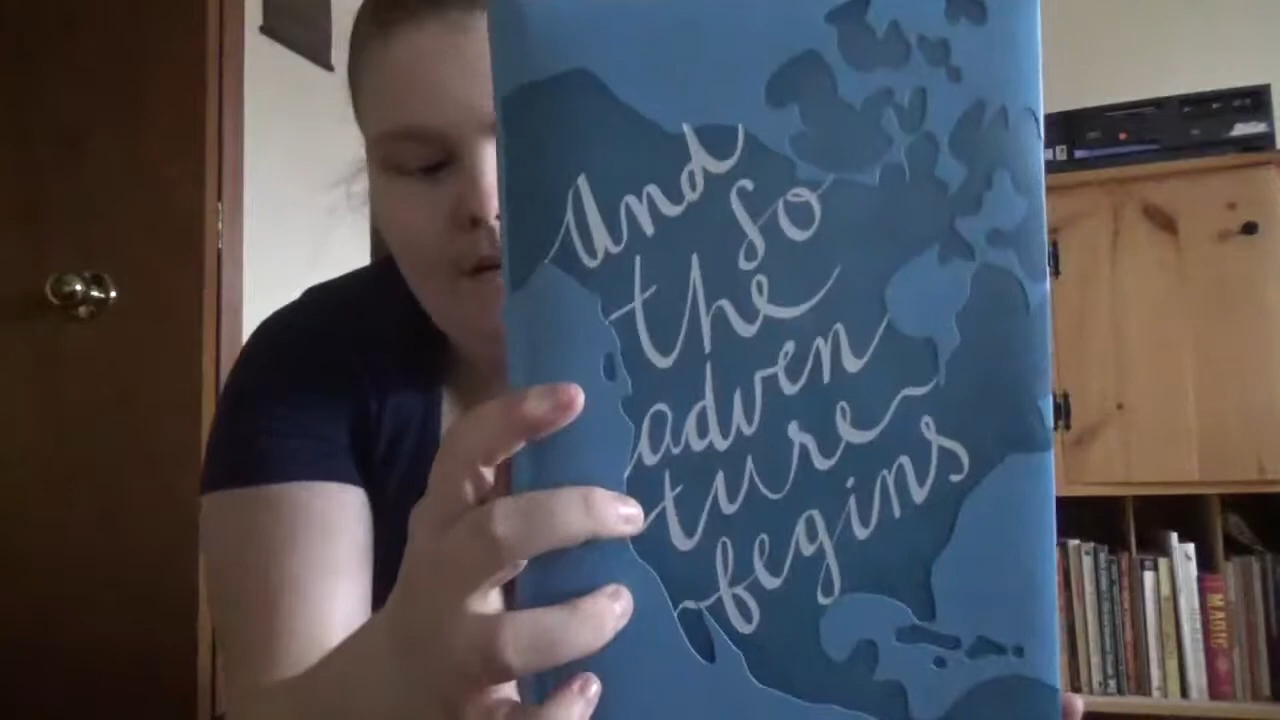 And
so
the
adven
ture
begins
MAGIC